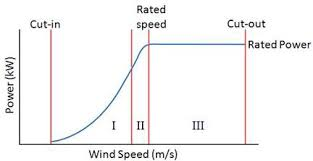 Cut-in
Rated
speed
Cut-out
Rated Power
Power (kW)
I
II
III
Wind Speed (m/s)